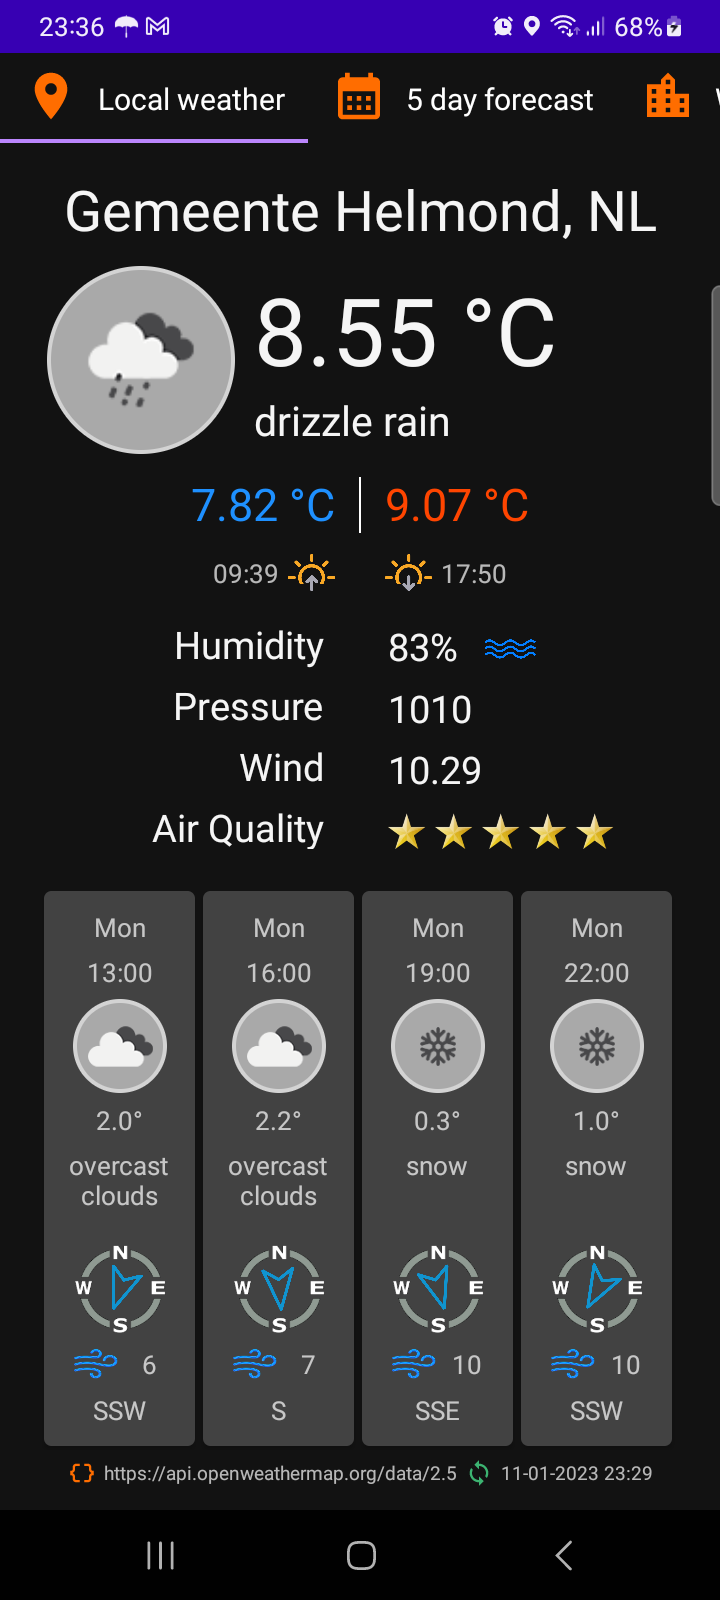 23:36 68%
Local weather 5 day forecast
Gemeente Helmond, NL
8.55 °C
drizzle rain
7.82 °C 9.07 °C
09:39 17:50
Humidity 83%
Pressure 1010
Wind 10.29
Air Quality
Mon Mon Mon Mon
13:00 16:00 19:00 22:00
2.0° 2.2° 0.3° 1.0°
overcast overcast snow snow
clouds clouds
N N N N
W E W E W E W E
S S S S
6 7 10 10
SSW S SSE SSW
{} https://api.openweathermap.org/data/2.5 11-01-2023 23:29